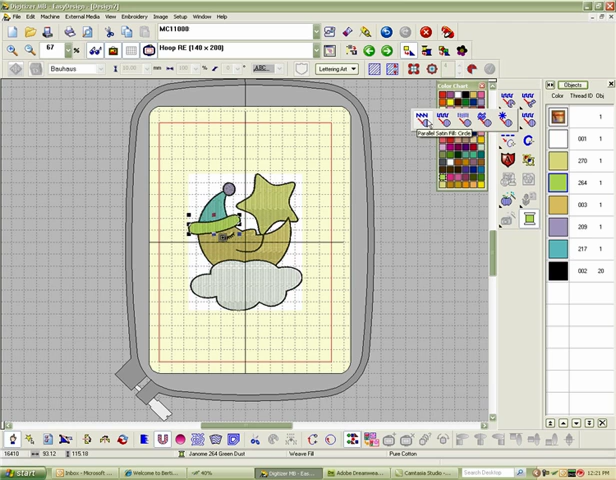 Digitizer MB - EasyDesign - [Design2]
File Machine External Media View Embroidery Image Setup Window Help
MC11000
67 %
Hoop RE (140 x 200)
Bauhaus
ABC
Lettering Art
Color Chart
Parallel Satin Fill: Circle
Objects
Color Thread ID Obj
1
001 1
270 1
264 1
003 1
209 1
217 1
002 20
16410 93.12 115.18 Janome 264 Green Dust Weave Fill Pure Cotton
start Inbox - Microsoft ... Welcome to Berti... 40% Digitizer MB - Eas... Adobe Dreamwea... Camtasia Studio - ... Search Desktop 12:21 PM